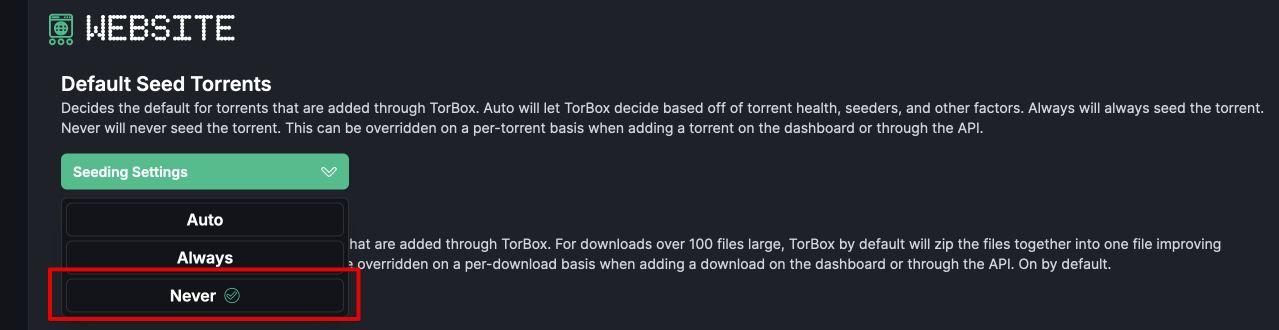 WEBSITE
Default Seed Torrents
Decides the default for torrents that are added through TorBox. Auto will let TorBox decide based off of torrent health, seeders, and other factors. Always will always seed the torrent.
Never will never seed the torrent. This can be overridden on a per-torrent basis when adding a torrent on the dashboard or through the API.
Seeding Settings
Auto
hat are added through TorBox. For downloads over 100 files large, TorBox by default will zip the files together into one file improving
Always
e overridden on a per-download basis when adding a download on the dashboard or through the API. On by default.
Never